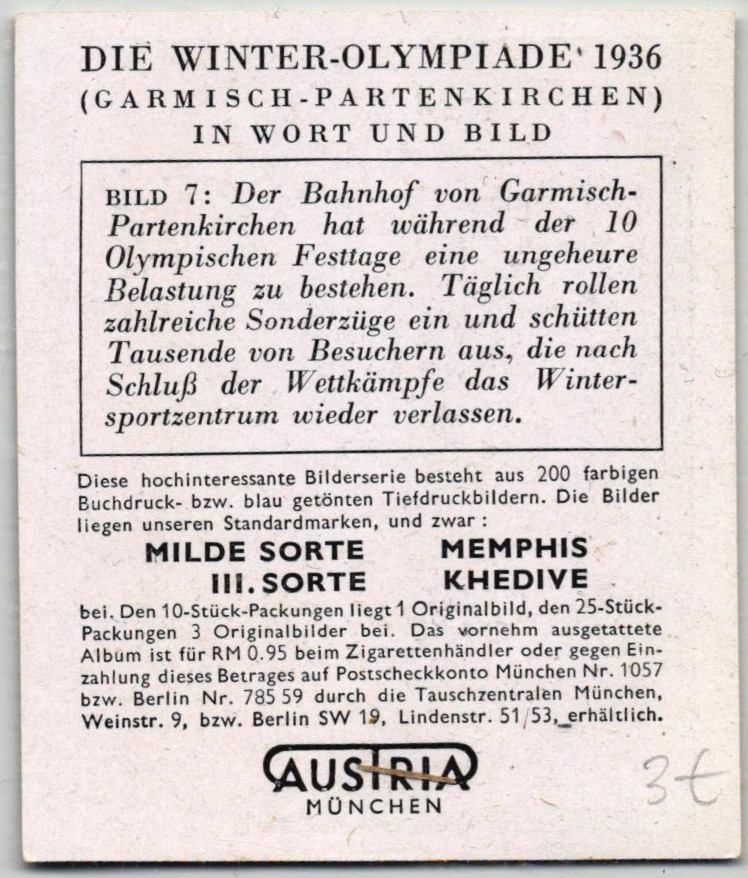 DIE WINTER-OLYMPIADE 1936
(GARMISCH-PARTENKIRCHEN)
IN WORT UND BILD
BILD 7: Der Bahnhof von Garmisch-
Partenkirchen hat während der 10
Olympischen Festtage eine ungeheure
Belastung zu bestehen. Täglich rollen
zahlreiche Sonderzüge ein und schütten
Tausende von Besuchern aus, die nach
Schluß der Wettkämpfe das Winter-
sportzentrum wieder verlassen.
Diese hochinteressante Bilderserie besteht aus 200 farbigen
Buchdruck- bzw. blau getönten Tiefdruckbildern. Die Bilder
liegen unseren Standardmarken, und zwar:
MILDE SORTE MEMPHIS
III. SORTE KHEDIVE
bei. Den 10-Stück-Packungen liegt 1 Originalbild, den 25-Stück-
Packungen 3 Originalbilder bei. Das vornehm ausgetattete
Album ist für RM 0.95 beim Zigarettenhändler oder gegen Ein-
zahlung dieses Betrages auf Postscheckkonto München Nr. 1057
bzw. Berlin Nr. 785 59 durch die Tauschzentralen München,
Weinstr. 9, bzw. Berlin SW 19, Lindenstr. 51/53, erhältlich.
AUSTRIA
MÜNCHEN